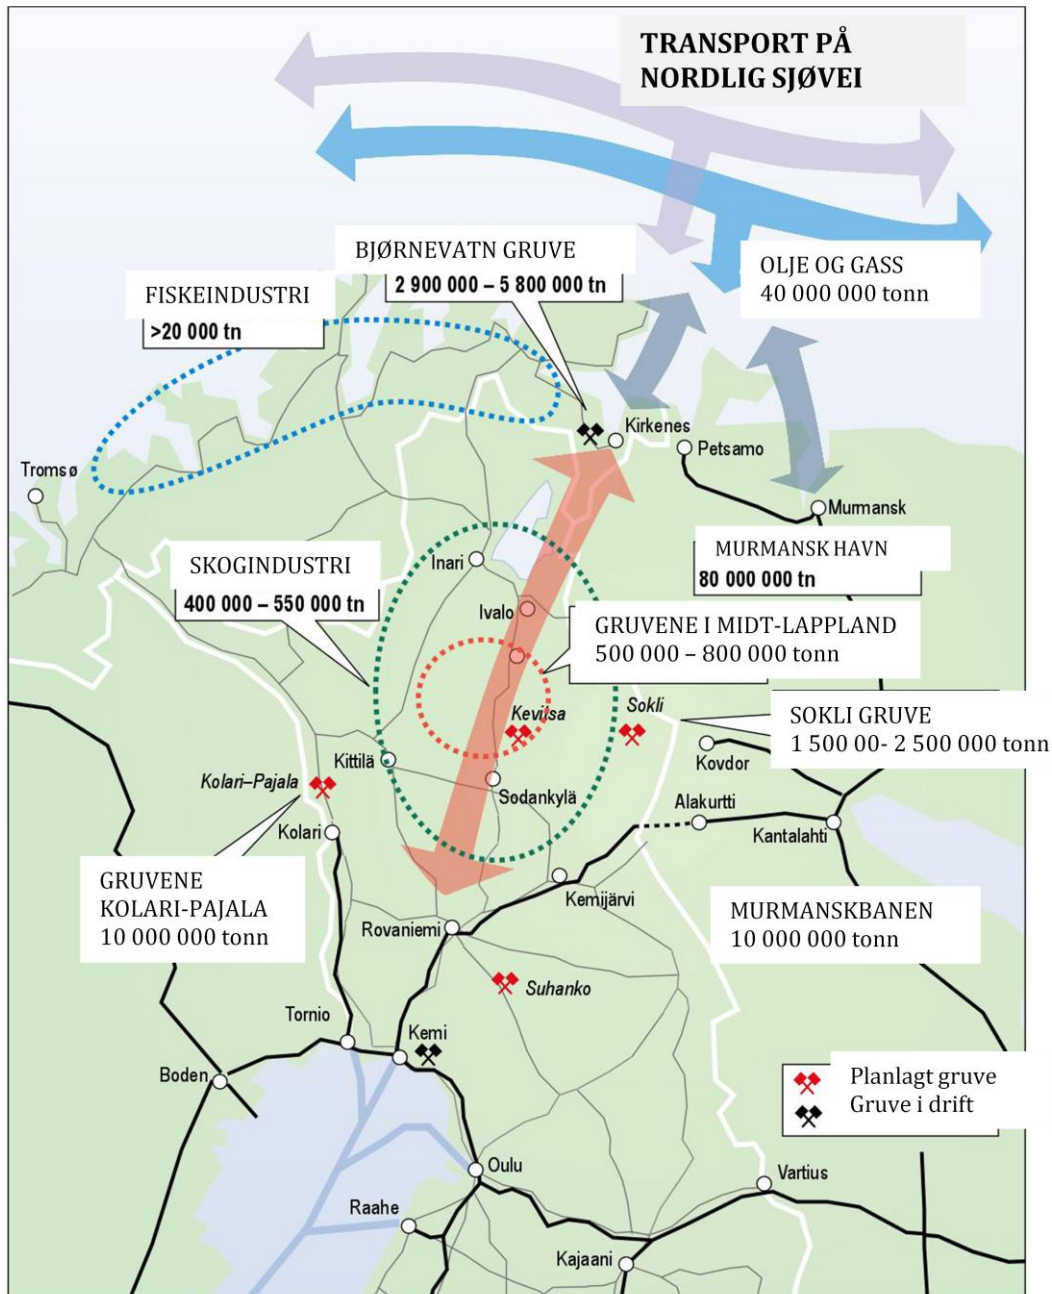 TRANSPORT PÅ
NORDLIG SJØVEI
BJØRNEVATN GRUVE
2 900 000 – 5 800 000 tn
OLJE OG GASS
40 000 000 tonn
FISKEINDUSTRI
>20 000 tn
Kirkenes
Petsamo
Tromsø
Murmansk
MURMANSK HAVN
80 000 000 tn
SKOGINDUSTRI
400 000 – 550 000 tn
Inari
Ivalo
GRUVENE I MIDT-LAPPLAND
500 000 – 800 000 tonn
Kevitsa
Sokli
SOKLI GRUVE
1 500 00- 2 500 000 tonn
Kovdor
Kittilä
Kolari–Pajala
Sodankylä
Alakurtti
Kantalahti
Kolari
GRUVENE
KOLARI-PAJALA
10 000 000 tonn
Kemijärvi
Rovaniemi
MURMANSKBANEN
10 000 000 tonn
Suhanko
Tornio
Kemi
Boden
Planlagt gruve
Gruve i drift
Oulu
Vartius
Raahe
Kajaani